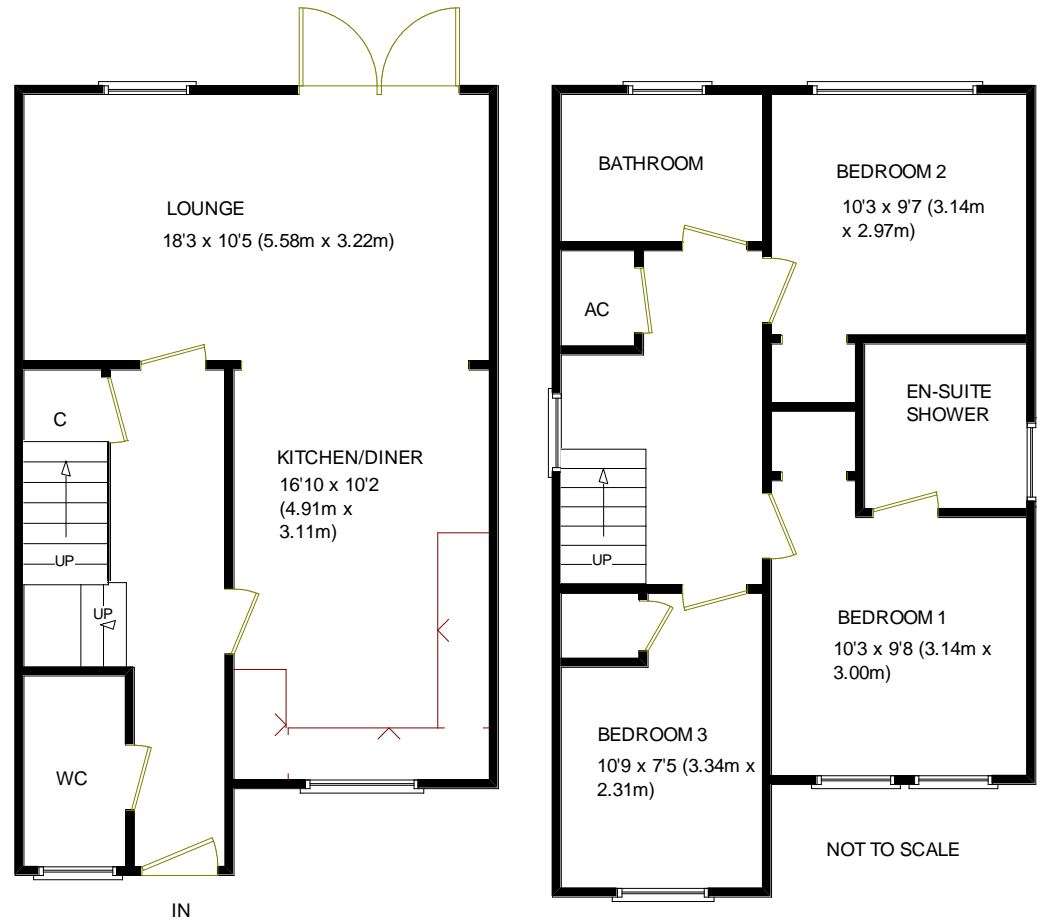 LOUNGE
18'3 x 10'5 (5.58m x 3.22m)
C
UP
UP
KITCHEN/DINER
16'10 x 10'2
(4.91m x
3.11m)
WC
IN
BATHROOM
BEDROOM 2
10'3 x 9'7 (3.14m
x 2.97m)
AC
EN-SUITE
SHOWER
UP
BEDROOM 1
10'3 x 9'8 (3.14m x
3.00m)
BEDROOM 3
10'9 x 7'5 (3.34m x
2.31m)
NOT TO SCALE